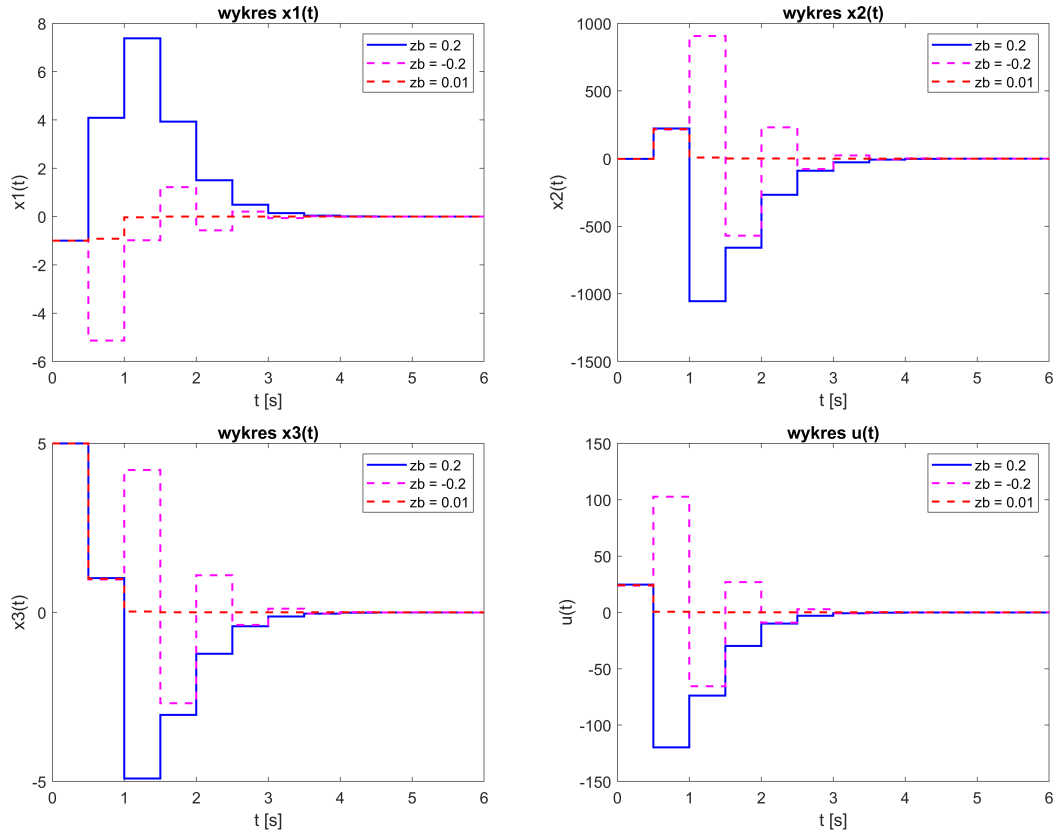 wykres x1(t)
8
6
4
2
0
-2
-4
-6
x1(t)
0 1 2 3 4 5 6
t [s]
zb = 0.2
zb = -0.2
zb = 0.01
wykres x2(t)
1000
500
0
-500
-1000
-1500
x2(t)
0 1 2 3 4 5 6
t [s]
zb = 0.2
zb = -0.2
zb = 0.01
wykres x3(t)
5
0
-5
x3(t)
0 1 2 3 4 5 6
t [s]
zb = 0.2
zb = -0.2
zb = 0.01
wykres u(t)
150
100
50
0
-50
-100
-150
u(t)
0 1 2 3 4 5 6
t [s]
zb = 0.2
zb = -0.2
zb = 0.01